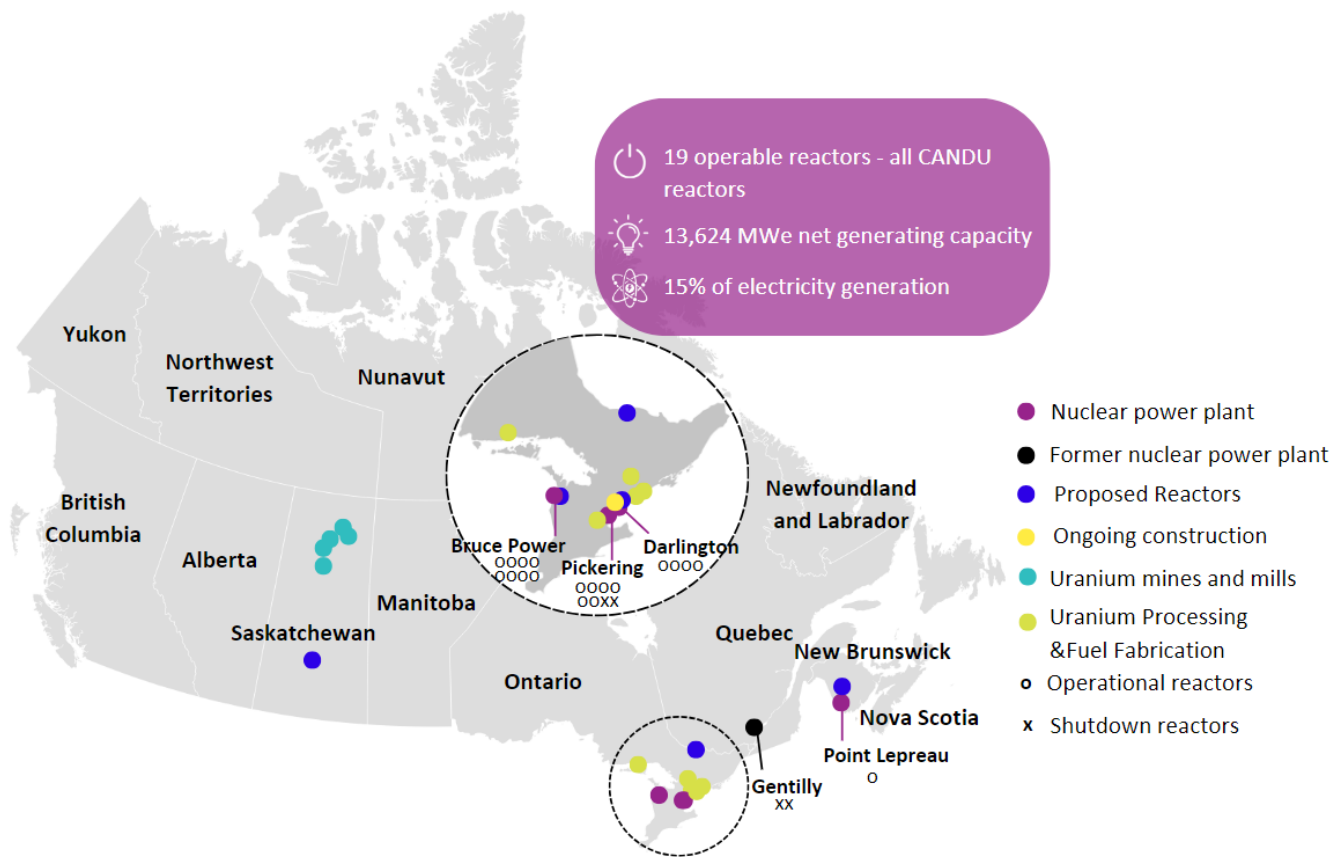 19 operable reactors - all CANDU
reactors
13,624 MWe net generating capacity
15% of electricity generation
Yukon
Northwest
Territories
Nunavut
British
Columbia
Alberta
Saskatchewan
Manitoba
Ontario
Quebec
Newfoundland
and Labrador
New Brunswick
Nova Scotia
Bruce Power
OOOO
OOOO
Pickering
OOOO
OOXX
Darlington
OOOO
Point Lepreau
O
Gentilly
XX
Nuclear power plant
Former nuclear power plant
Proposed Reactors
Ongoing construction
Uranium mines and mills
Uranium Processing
&Fuel Fabrication
o Operational reactors
x Shutdown reactors